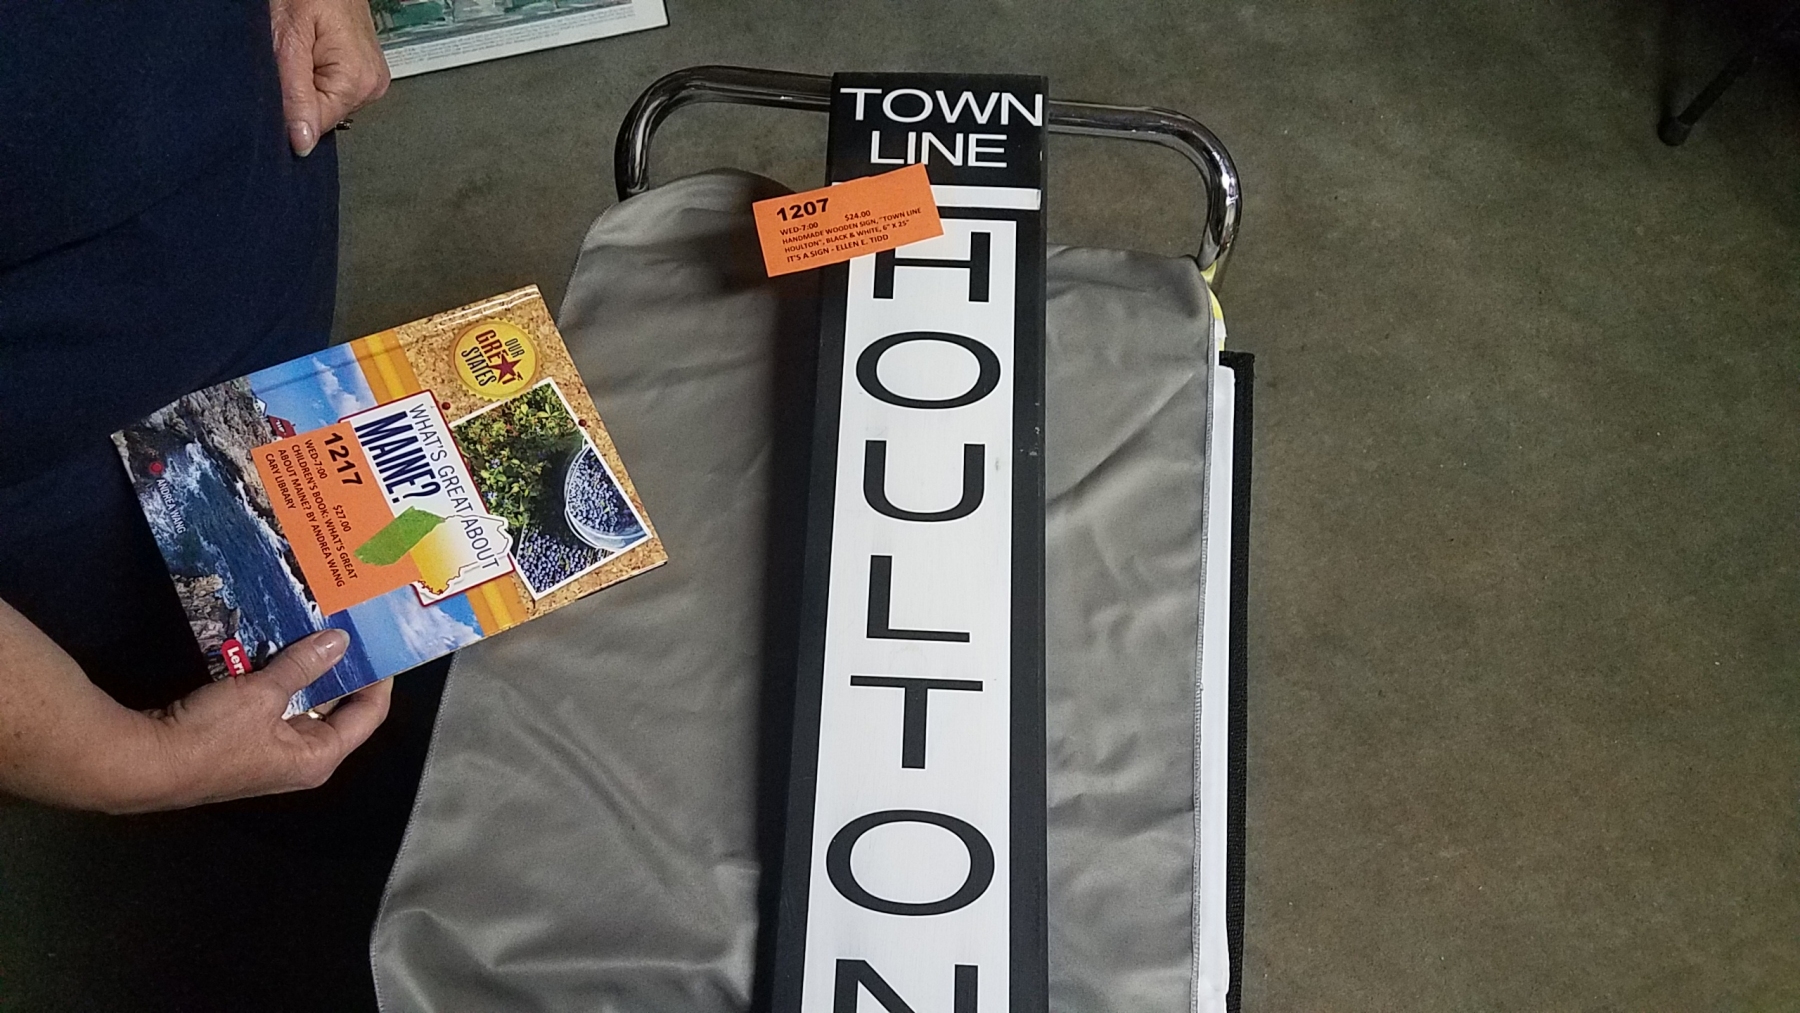 TOWN
LINE
1207
WED-7:00 $24.00
HANDMADE WOODEN SIGN, "TOWN LINE
HOULTON", BLACK & WHITE, 6" X 25"
IT'S A SIGN - ELLEN E. TIDD
HOULTON
OUR
GREAT
STATES
WHAT'S GREAT ABOUT
MAINE?
1217
WED-7:00 $27.00
CHILDREN'S BOOK: WHAT'S GREAT
ABOUT MAINE? BY ANDREA WANG
CARY LIBRARY
ANDREA WANG
Ler